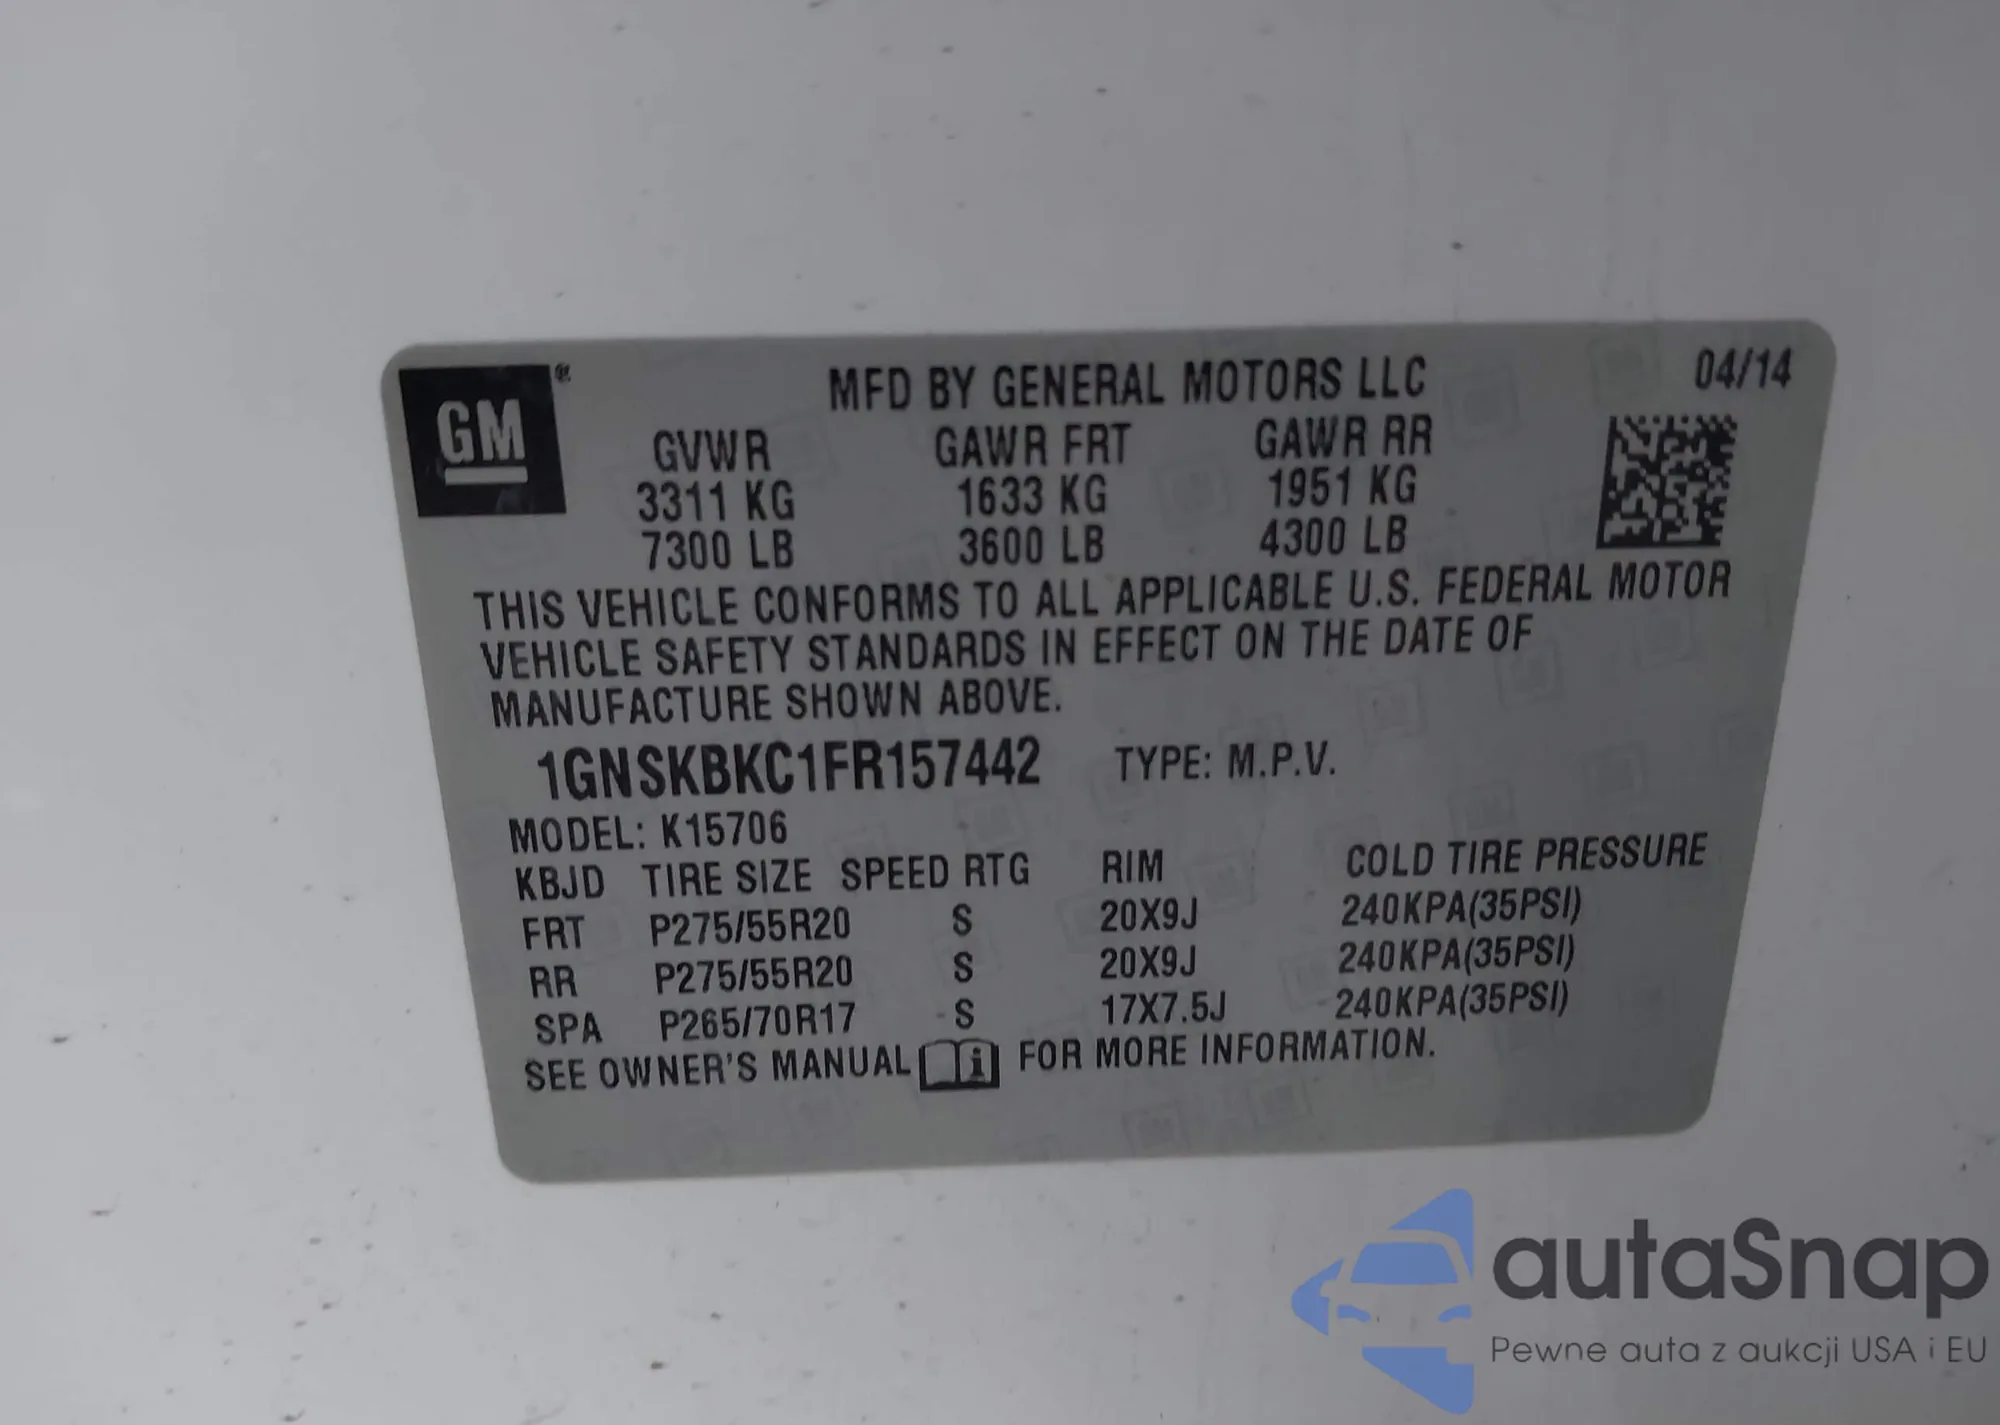 GM®
MFD BY GENERAL MOTORS LLC 04/14
GVWR GAWR FRT GAWR RR
3311 KG 1633 KG 1951 KG
7300 LB 3600 LB 4300 LB
THIS VEHICLE CONFORMS TO ALL APPLICABLE U.S. FEDERAL MOTOR
VEHICLE SAFETY STANDARDS IN EFFECT ON THE DATE OF
MANUFACTURE SHOWN ABOVE.
1GNSKBKC1FR157442 TYPE: M.P.V.
MODEL: K15706
KBJD TIRE SIZE SPEED RTG RIM COLD TIRE PRESSURE
FRT P275/55R20 S 20X9J 240KPA(35PSI)
RR P275/55R20 S 20X9J 240KPA(35PSI)
SPA P265/70R17 S 17X7.5J 240KPA(35PSI)
SEE OWNER'S MANUAL i FOR MORE INFORMATION.
autaSnap
Pewne auta z aukcji USA i EU